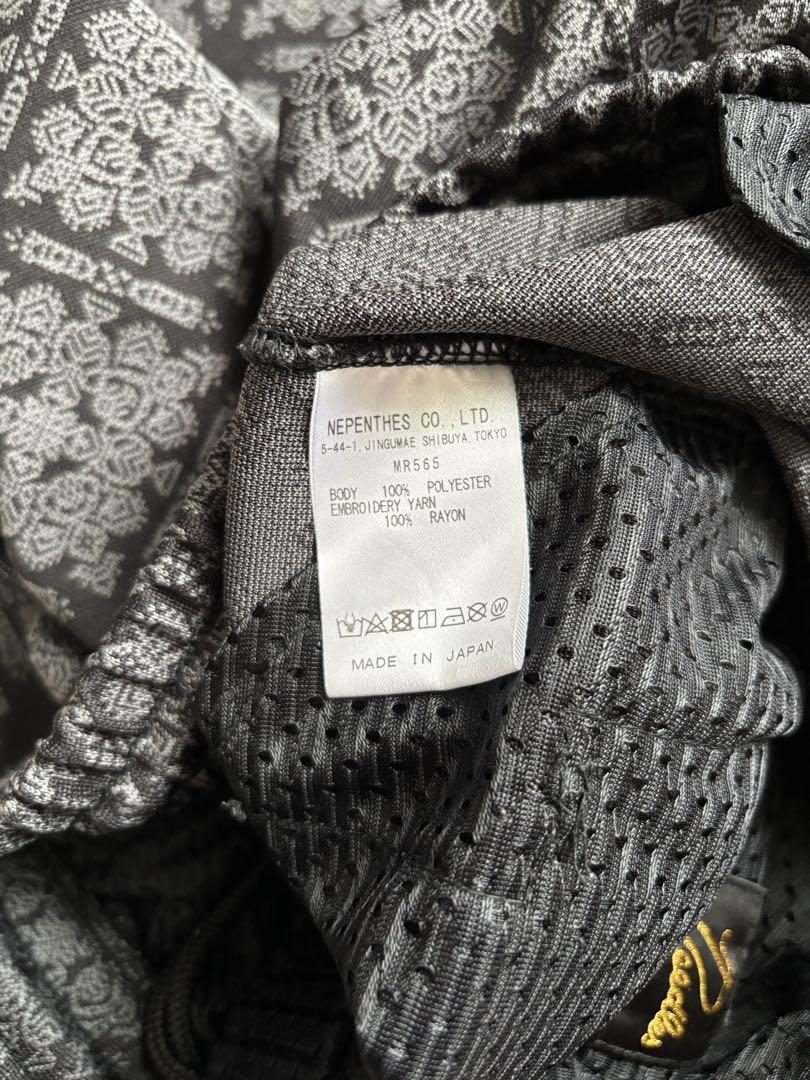 NEPENTHES CO.,LTD.
5-44-1, JINGUMAE SHIBUYA, TOKYO
MR565
BODY 100% POLYESTER
EMBROIDERY YARN
100% RAYON
W
MADE IN JAPAN
Needles